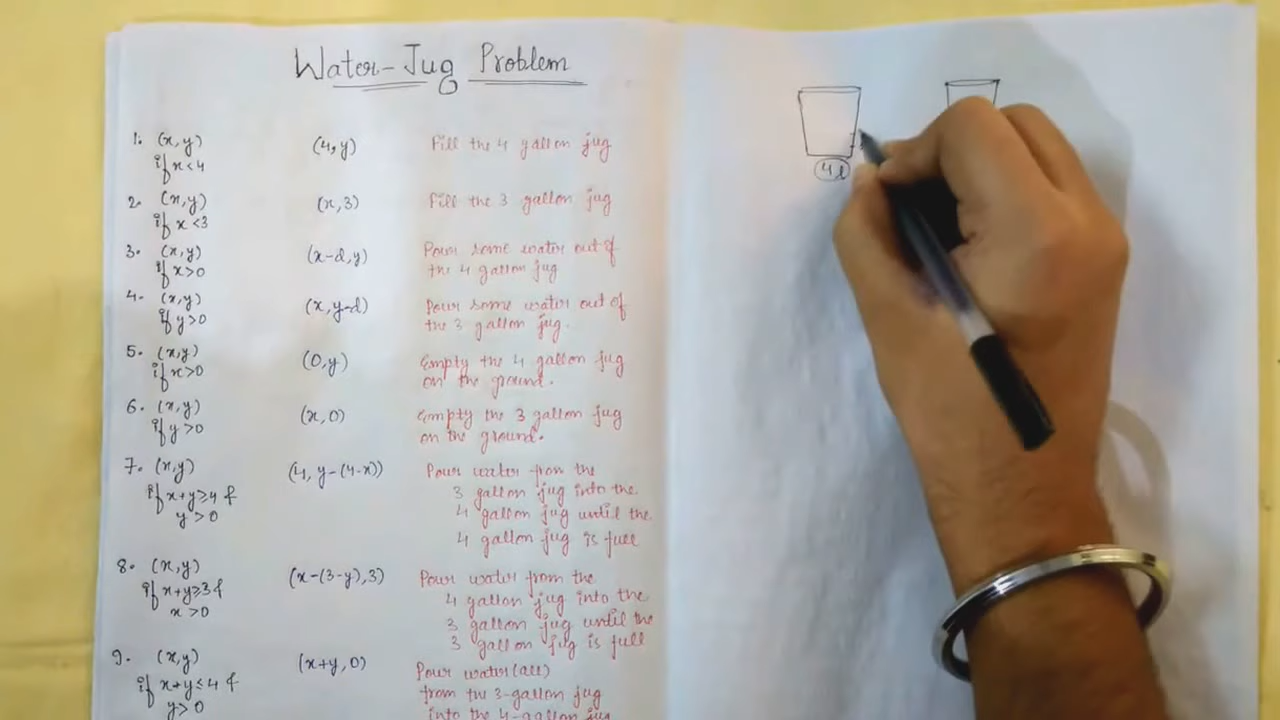 Water-Jug Problem
1. (x,y) (4,y) Fill the 4 gallon jug
if x<4
2. (x,y) (x,3) Fill the 3 gallon jug
if x<3
3. (x,y) (x-d,y) Pour some water out of
if x>0 the 4 gallon jug
4. (x,y) (x,y-d) Pour some water out of
if y>0 the 3 gallon jug.
5. (x,y) (0,y) Empty the 4 gallon jug
if x>0 on the ground.
6. (x,y) (x,0) Empty the 3 gallon jug
if y>0 on the ground.
7. (x,y) (4, y-(4-x)) Pour water from the
if x+y≥4 & 3 gallon jug into the
y>0 4 gallon jug until the
4 gallon jug is full
8. (x,y) (x-(3-y),3) Pour water from the
if x+y≥3 & 4 gallon jug into the
x>0 3 gallon jug until the
3 gallon jug is full
9. (x,y) (x+y,0) Pour water (all)
if x+y≤4 & from the 3-gallon jug
y>0 into the 4-gallon jug
4l